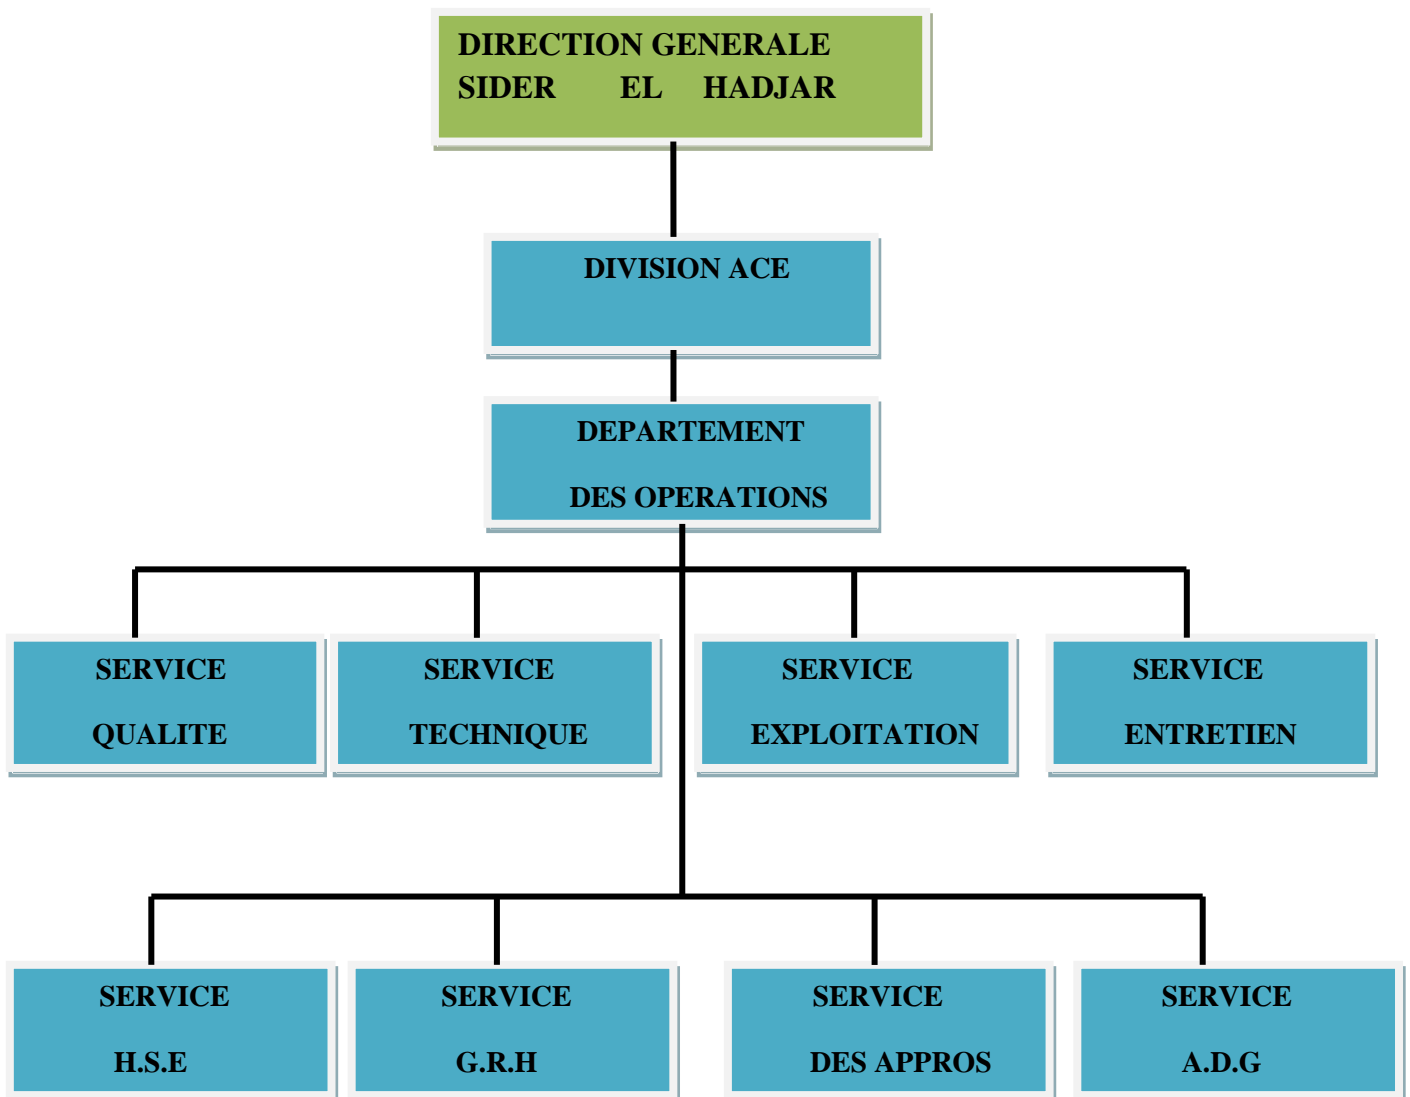 DIRECTION GENERALE
SIDER EL HADJAR
DIVISION ACE
DEPARTEMENT
DES OPERATIONS
SERVICE
QUALITE
SERVICE
TECHNIQUE
SERVICE
EXPLOITATION
SERVICE
ENTRETIEN
SERVICE
H.S.E
SERVICE
G.R.H
SERVICE
DES APPROS
SERVICE
A.D.G